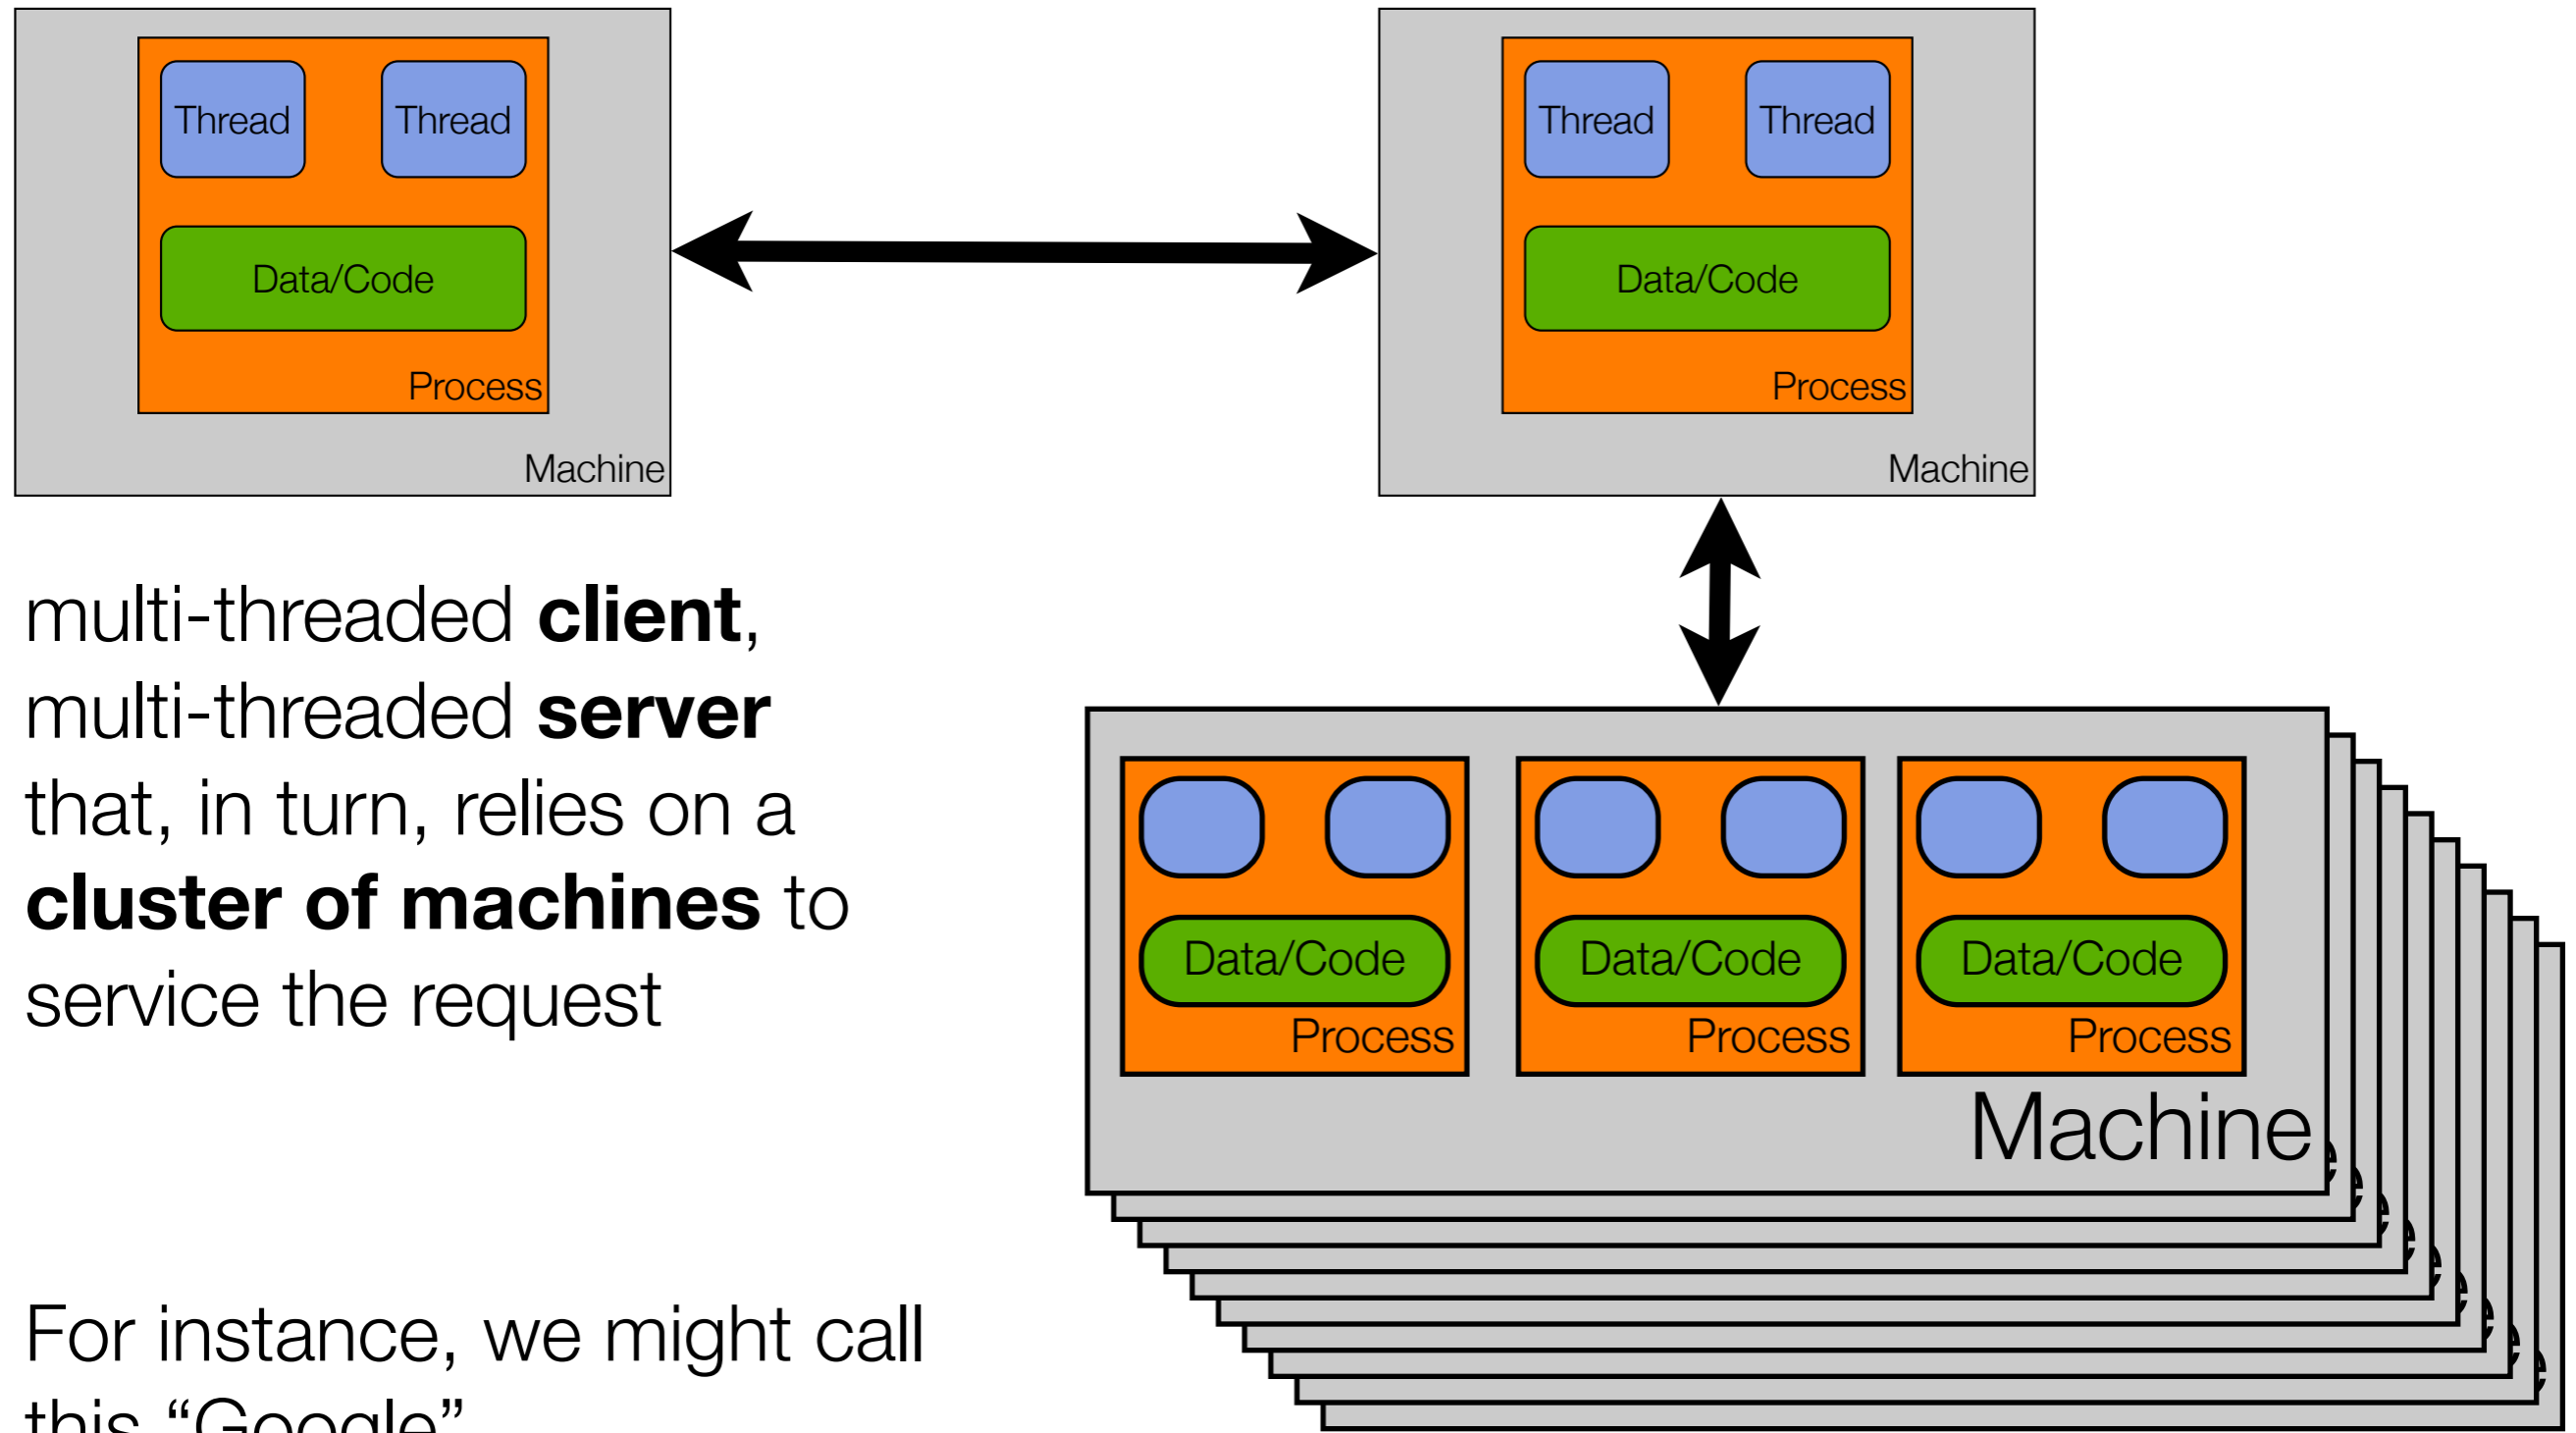 Thread Thread
Data/Code
Process
Machine
Thread Thread
Data/Code
Process
Machine
multi-threaded client,
multi-threaded server
that, in turn, relies on a
cluster of machines to
service the request
For instance, we might call
this “Google”
Data/Code Data/Code Data/Code
Process Process Process
Machine
e
e
e
e
e
e
e
e
e